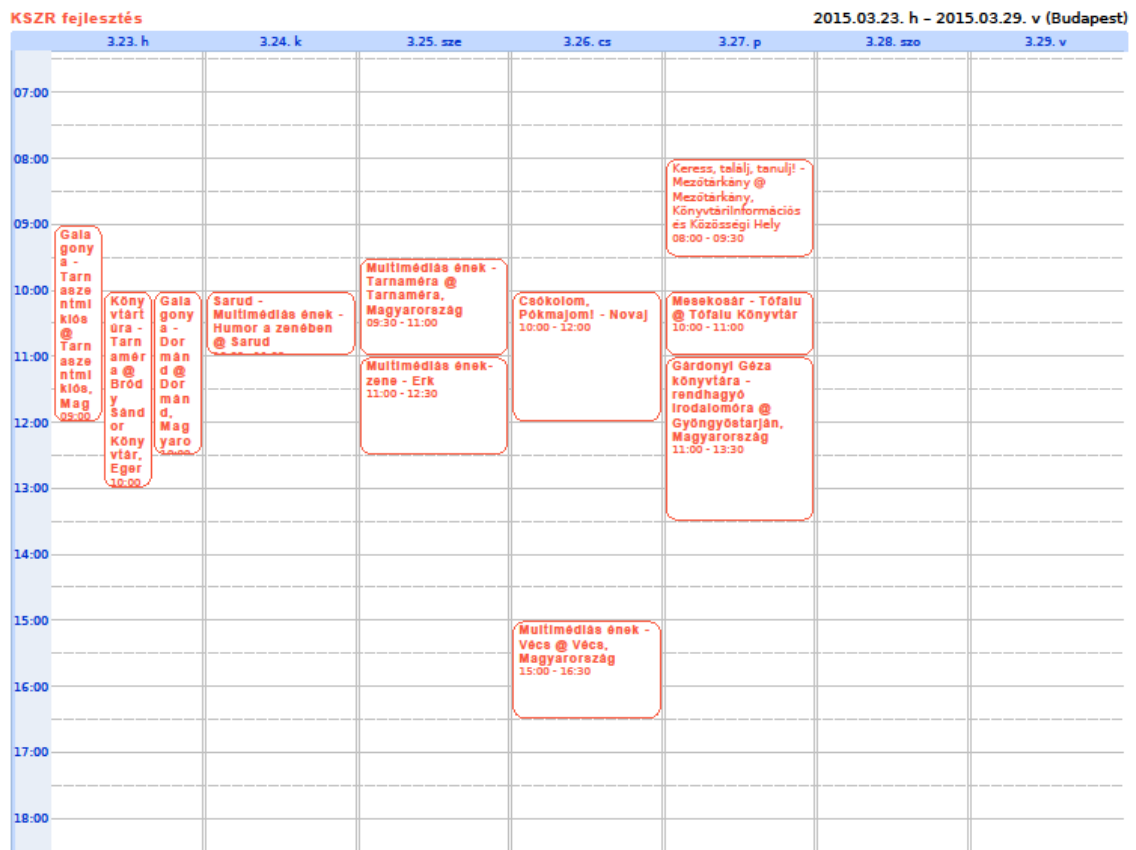 KSZR fejlesztés
2015.03.23. h – 2015.03.29. v (Budapest)
3.23. h
3.24. k
3.25. sze
3.26. cs
3.27. p
3.28. szo
3.29. v
07:00
08:00
09:00
10:00
11:00
12:00
13:00
14:00
15:00
16:00
17:00
18:00
Gala
gony
a -
Tarn
asze
ntmi
klós
@
Tarn
asze
ntmi
klós,
Mag
09:00
Köny
vtárt
úra -
Tarn
amér
a @
Bród
y
Sánd
or
Köny
vtár,
Eger
10:00
Gala
gony
a -
Dor
mán
d @
Dor
mán
d,
Mag
yaro
10:00
Sarud -
Multimédiás ének -
Humor a zenében
@ Sarud
Multimédiás ének -
Tarnaméra @
Tarnaméra,
Magyarország
09:30 - 11:00
Multimédiás ének-
zene - Erk
11:00 - 12:30
Csókolom,
Pókmajom! - Novaj
10:00 - 12:00
Multimédiás ének -
Vécs @ Vécs,
Magyarország
15:00 - 16:30
Keress, találj, tanulj! -
Mezőtárkány @
Mezőtárkány,
KönyvtáriInformációs
és Közösségi Hely
08:00 - 09:30
Mesekosár - Tófalu
@ Tófalu Könyvtár
10:00 - 11:00
Gárdonyi Géza
könyvtára -
rendhagyó
irodalomóra @
Gyöngyöstarján,
Magyarország
11:00 - 13:30